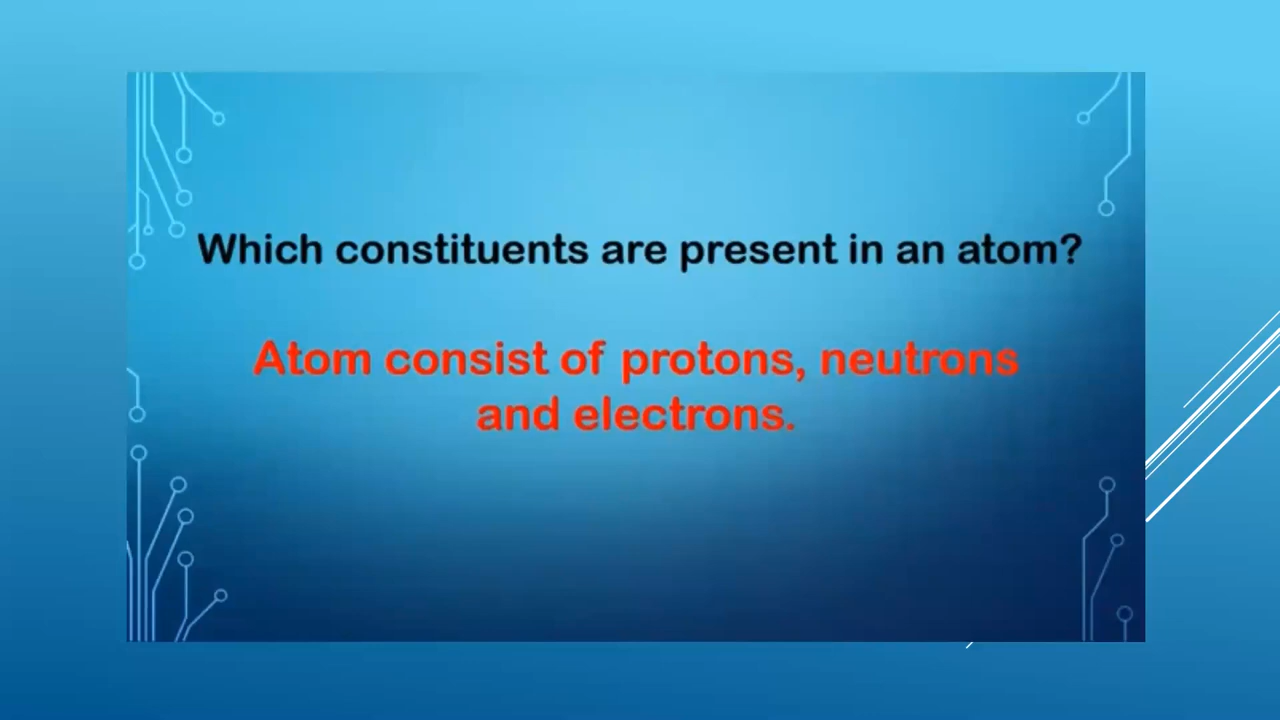 Which constituents are present in an atom?
Atom consist of protons, neutrons
and electrons.